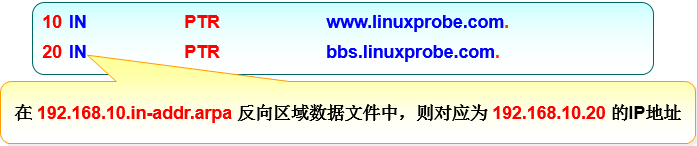 10 IN PTR www.linuxprobe.com.
20 IN PTR bbs.linuxprobe.com.
在 192.168.10.in-addr.arpa 反向区域数据文件中，则对应为 192.168.10.20 的IP地址